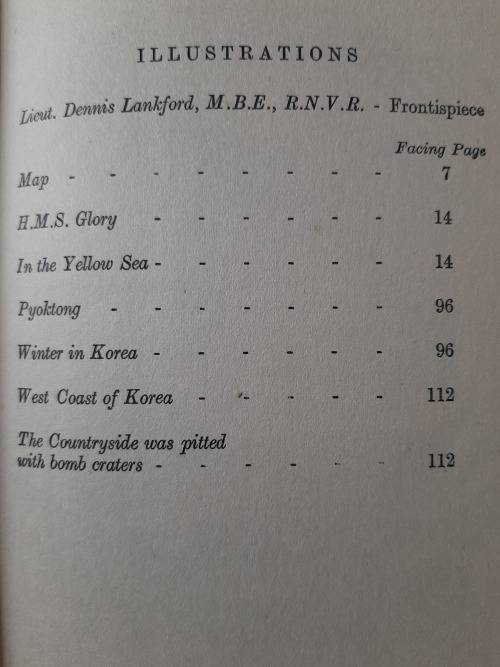 ILLUSTRATIONS
Lieut. Dennis Lankford, M.B.E., R.N.V.R. - Frontispiece
Facing Page
Map - - - - - - - - 7
H.M.S. Glory - - - - - - 14
In the Yellow Sea - - - - - - 14
Pyoktong - - - - - - - 96
Winter in Korea - - - - - - 96
West Coast of Korea - - - - - 112
The Countryside was pitted
with bomb craters - - - - - - 112